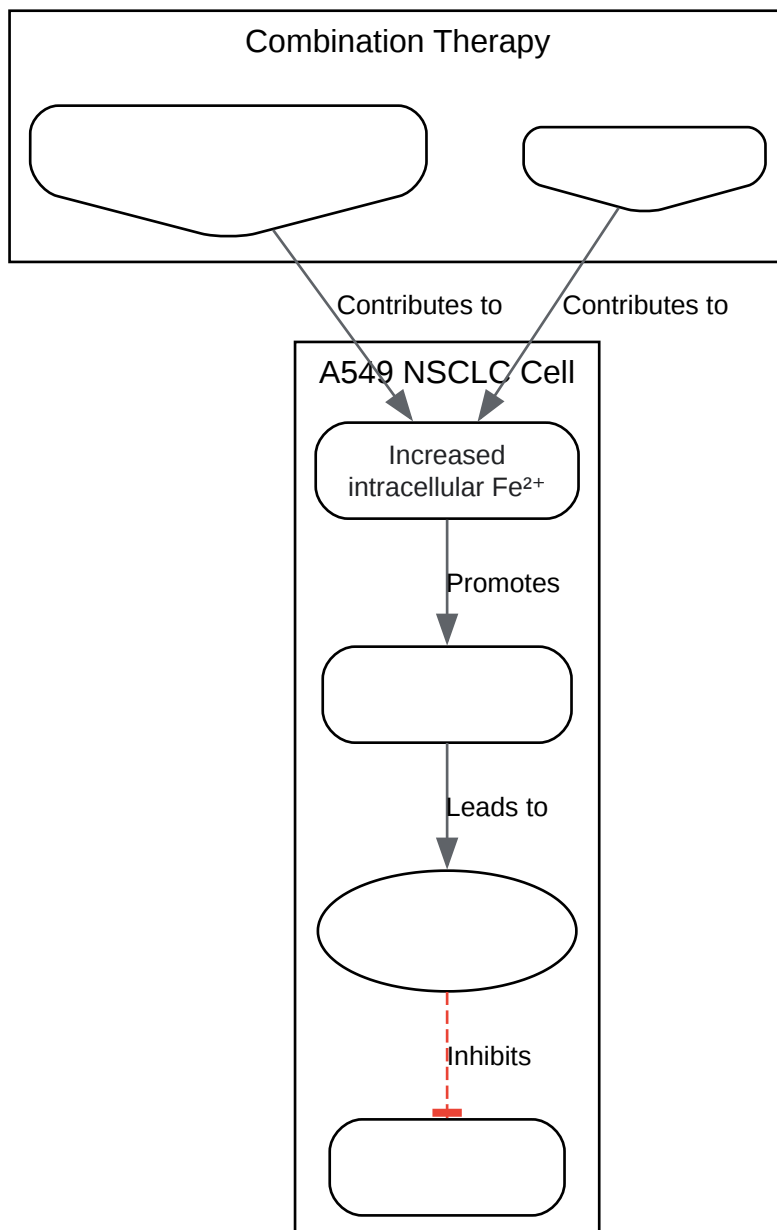 Combination Therapy
Contributes to
Contributes to
A549 NSCLC Cell
Increased
intracellular Fe²⁺
Promotes
Leads to
Inhibits